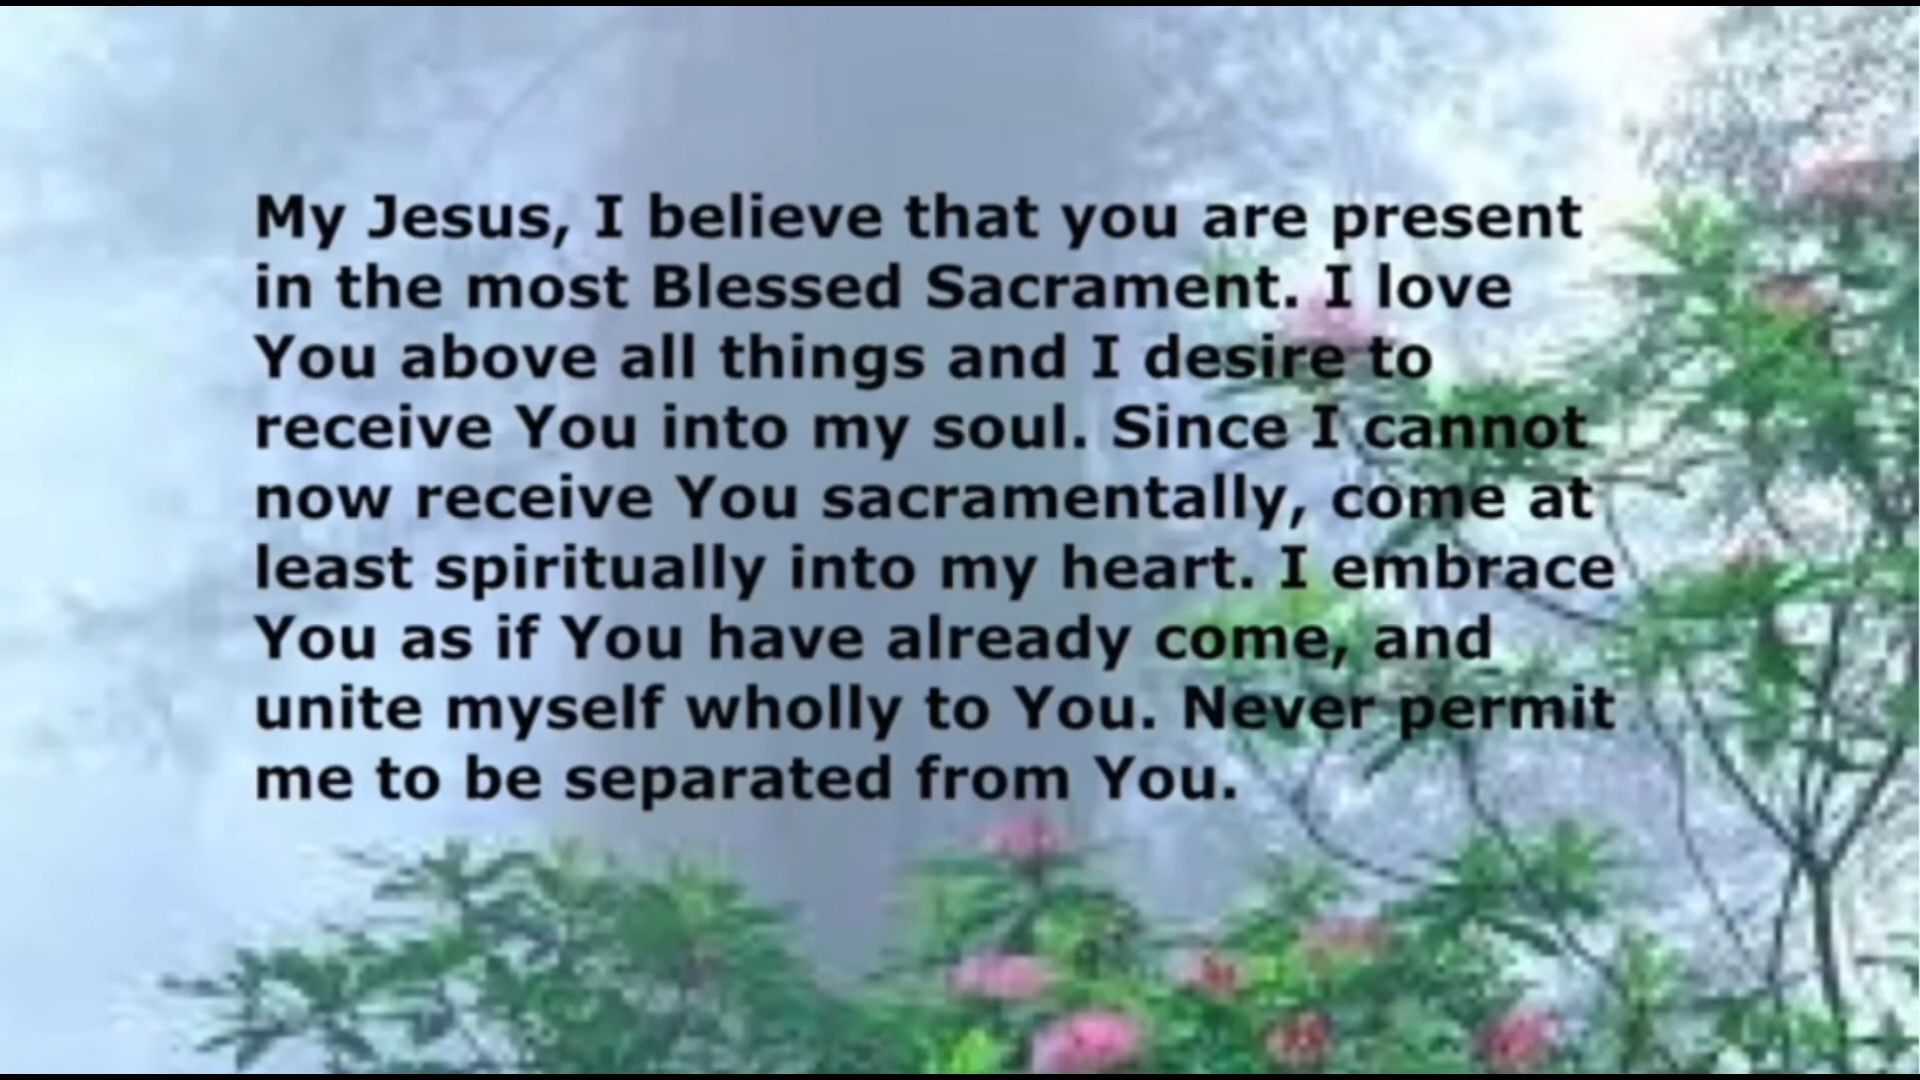 My Jesus, I believe that you are present
in the most Blessed Sacrament. I love
You above all things and I desire to
receive You into my soul. Since I cannot
now receive You sacramentally, come at
least spiritually into my heart. I embrace
You as if You have already come, and
unite myself wholly to You. Never permit
me to be separated from You.